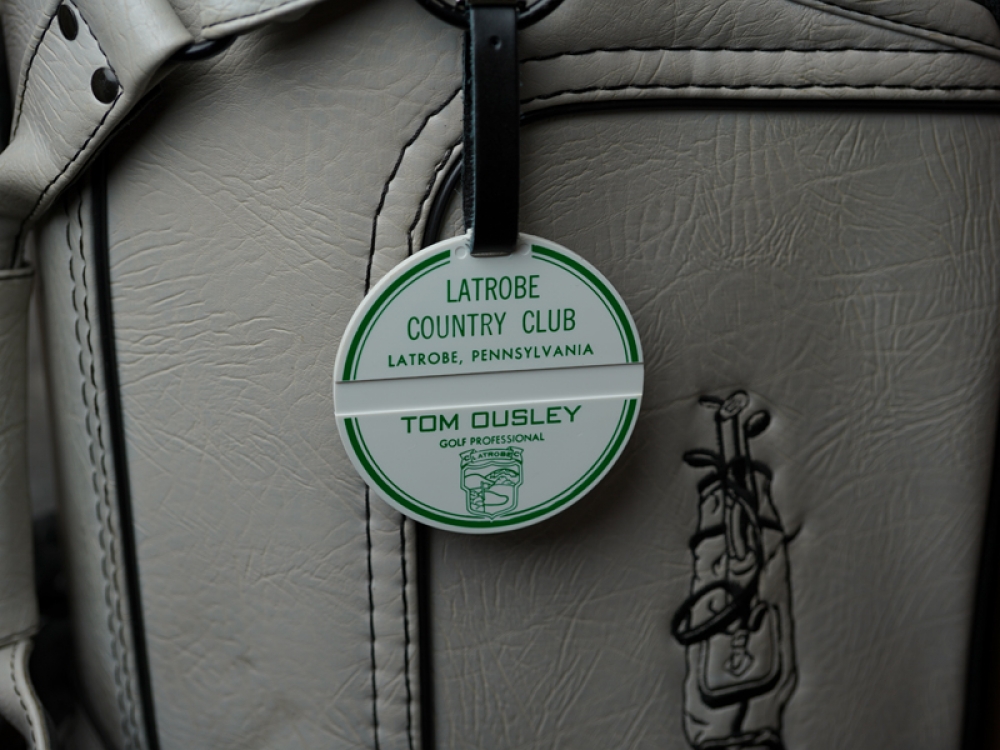 LATROBE
COUNTRY CLUB
LATROBE, PENNSYLVANIA
TOM OUSLEY
GOLF PROFESSIONAL
LATROBE